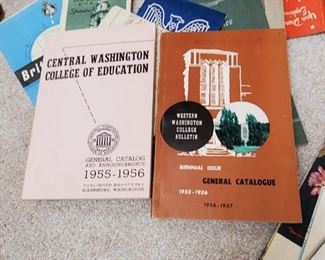 Bri
CENTRAL WASHINGTON
COLLEGE OF EDUCATION
GENERAL CATALOG
AND ANNOUNCEMENTS
1955-1956
PUBLISHED QUARTERLY
ELLENSBURG, WASHINGTON
WESTERN
WASHINGTON
COLLEGE
BULLETIN
BIENNIAL ISSUE
GENERAL CATALOGUE
1955-1956
1956-1957